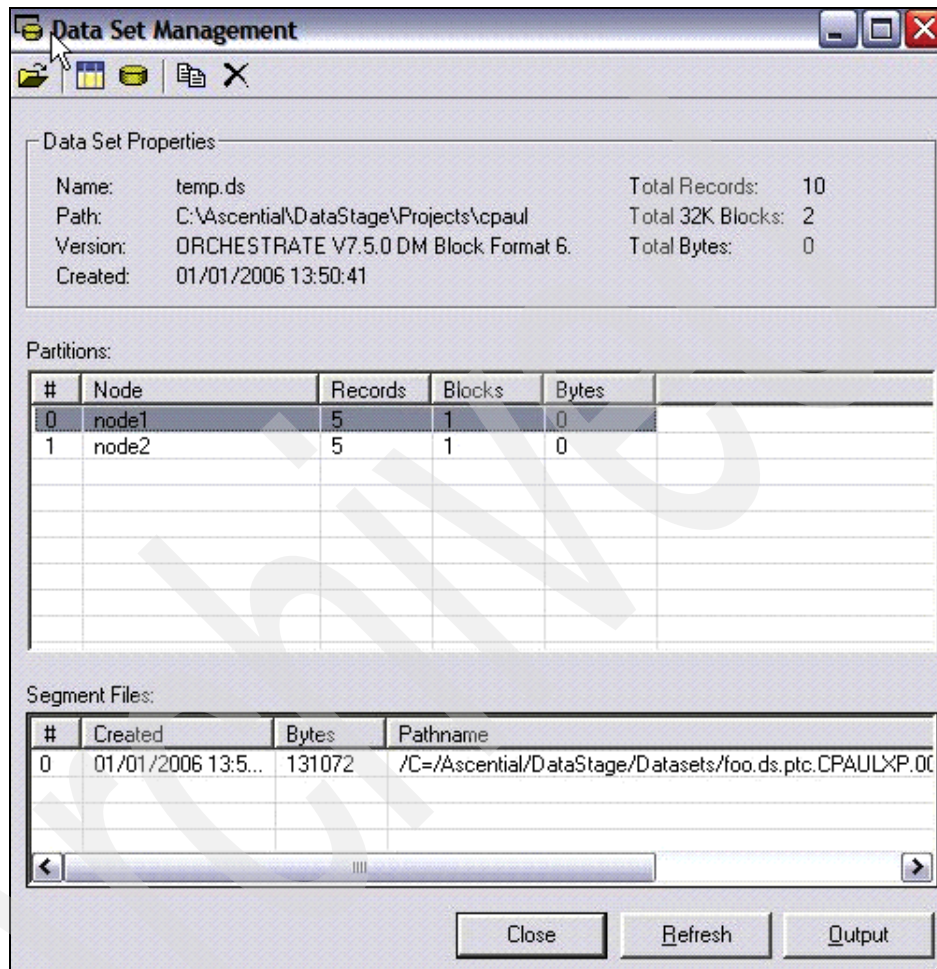 Data Set Management
Data Set Properties
Name: temp.ds Total Records: 10
Path: C:\Ascential\DataStage\Projects\cpaul Total 32K Blocks: 2
Version: ORCHESTRATE V7.5.0 DM Block Format 6. Total Bytes: 0
Created: 01/01/2006 13:50:41
Partitions:
# Node Records Blocks Bytes
0 node1 5 1 0
1 node2 5 1 0
Segment Files:
# Created Bytes Pathname
0 01/01/2006 13:5... 131072 /C=/Ascential/DataStage/Datasets/foo.ds.ptc.CPAULXP.00
Close Refresh Output